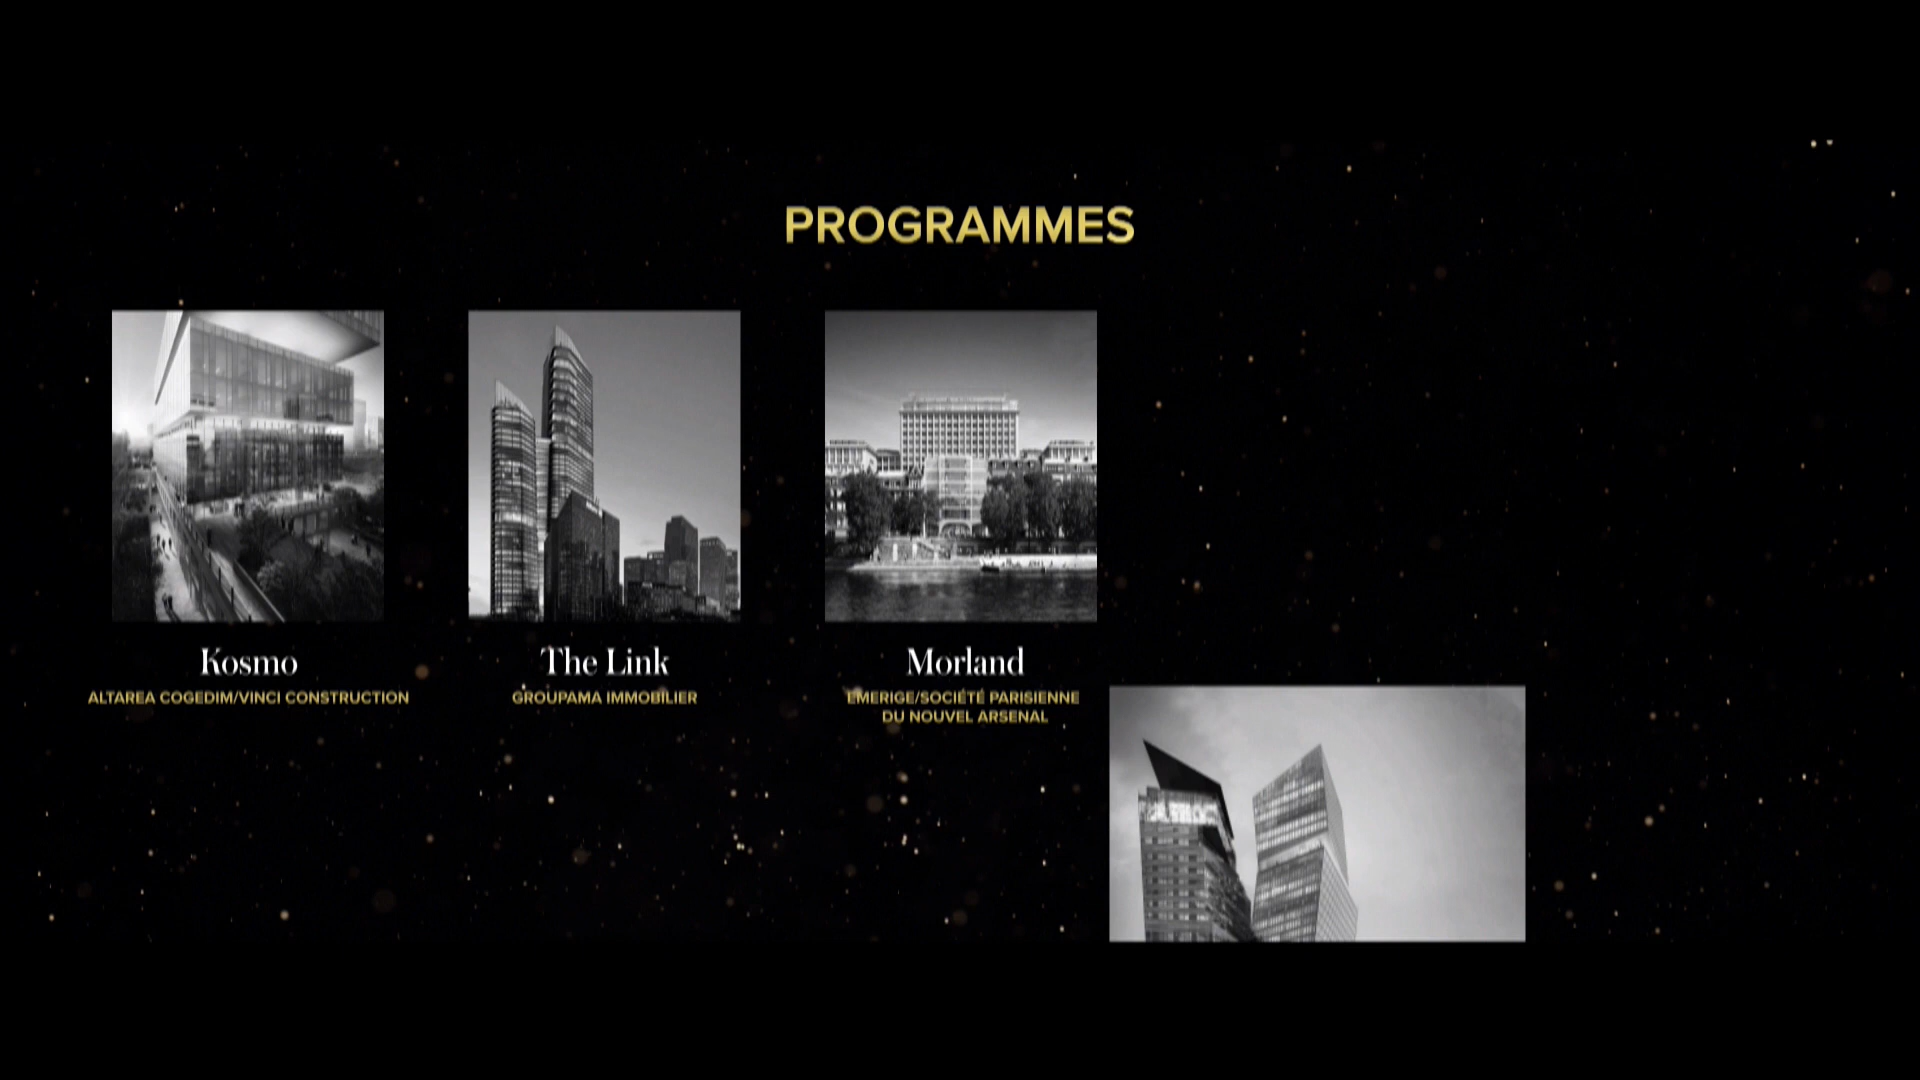 PROGRAMMES
Kosmo
ALTAREA COGEDIM/VINCI CONSTRUCTION
The Link
GROUPAMA IMMOBILIER
Morland
EMERIGE/SOCIÉTÉ PARISIENNE
DU NOUVEL ARSENAL